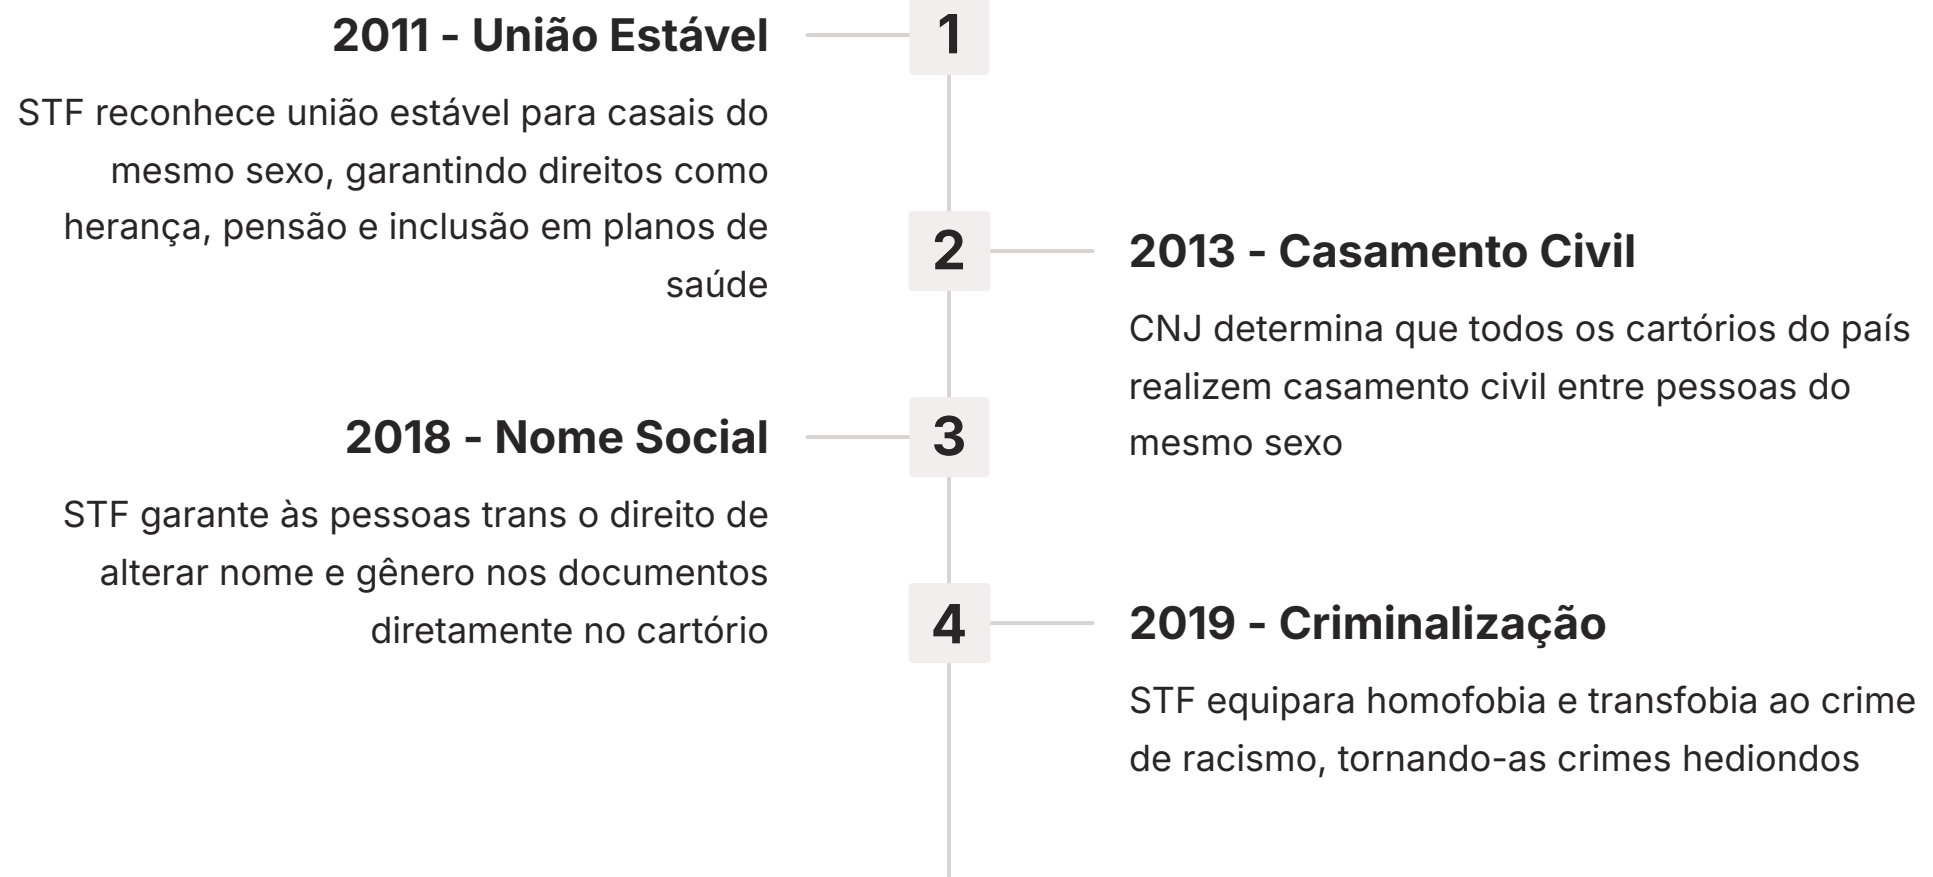 1
2011 - União Estável
STF reconhece união estável para casais do
mesmo sexo, garantindo direitos como
herança, pensão e inclusão em planos de
saúde
2
2013 - Casamento Civil
CNJ determina que todos os cartórios do país
realizem casamento civil entre pessoas do
mesmo sexo
3
2018 - Nome Social
STF garante às pessoas trans o direito de
alterar nome e gênero nos documentos
diretamente no cartório
4
2019 - Criminalização
STF equipara homofobia e transfobia ao crime
de racismo, tornando-as crimes hediondos